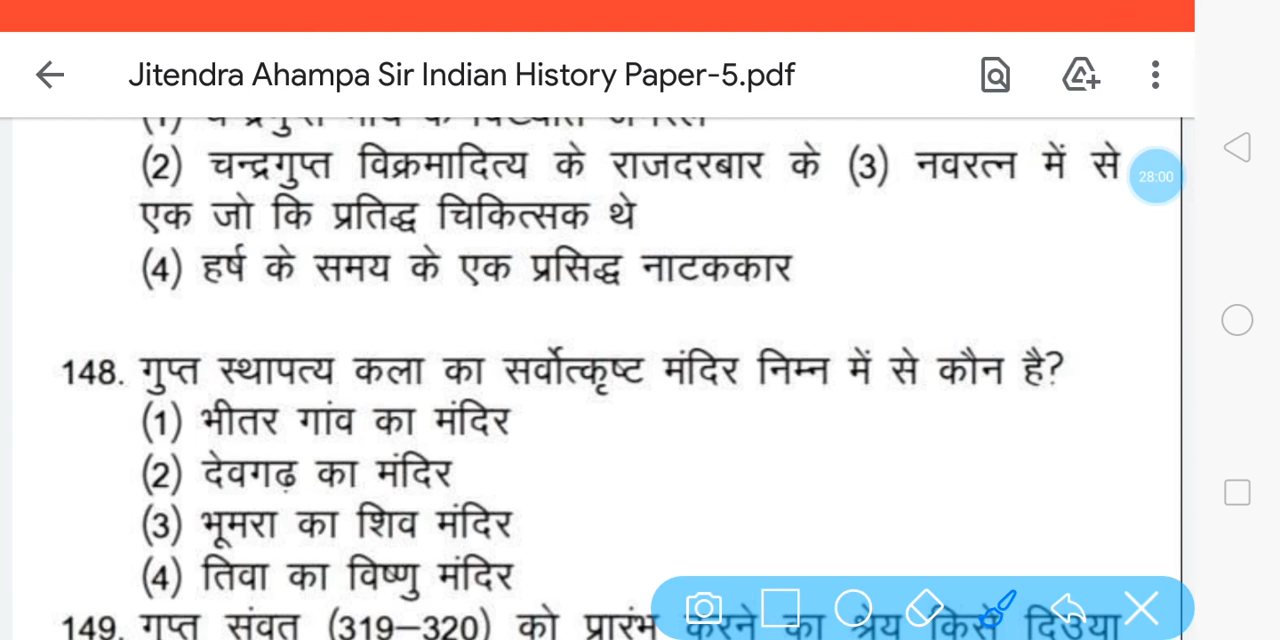 Jitendra Ahampa Sir Indian History Paper-5.pdf
(2) चन्द्रगुप्त विक्रमादित्य के राजदरबार के (3) नवरत्न में से
28:00
एक जो कि प्रतिद्ध चिकित्सक थे
(4) हर्ष के समय के एक प्रसिद्ध नाटककार
148. गुप्त स्थापत्य कला का सर्वोत्कृष्ट मंदिर निम्न में से कौन है?
(1) भीतर गांव का मंदिर
(2) देवगढ़ का मंदिर
(3) भूमरा का शिव मंदिर
(4) तिवा का विष्णु मंदिर
149. गुप्त संवत (319–320) को प्रारंभ करने का श्रेय किसे दिया